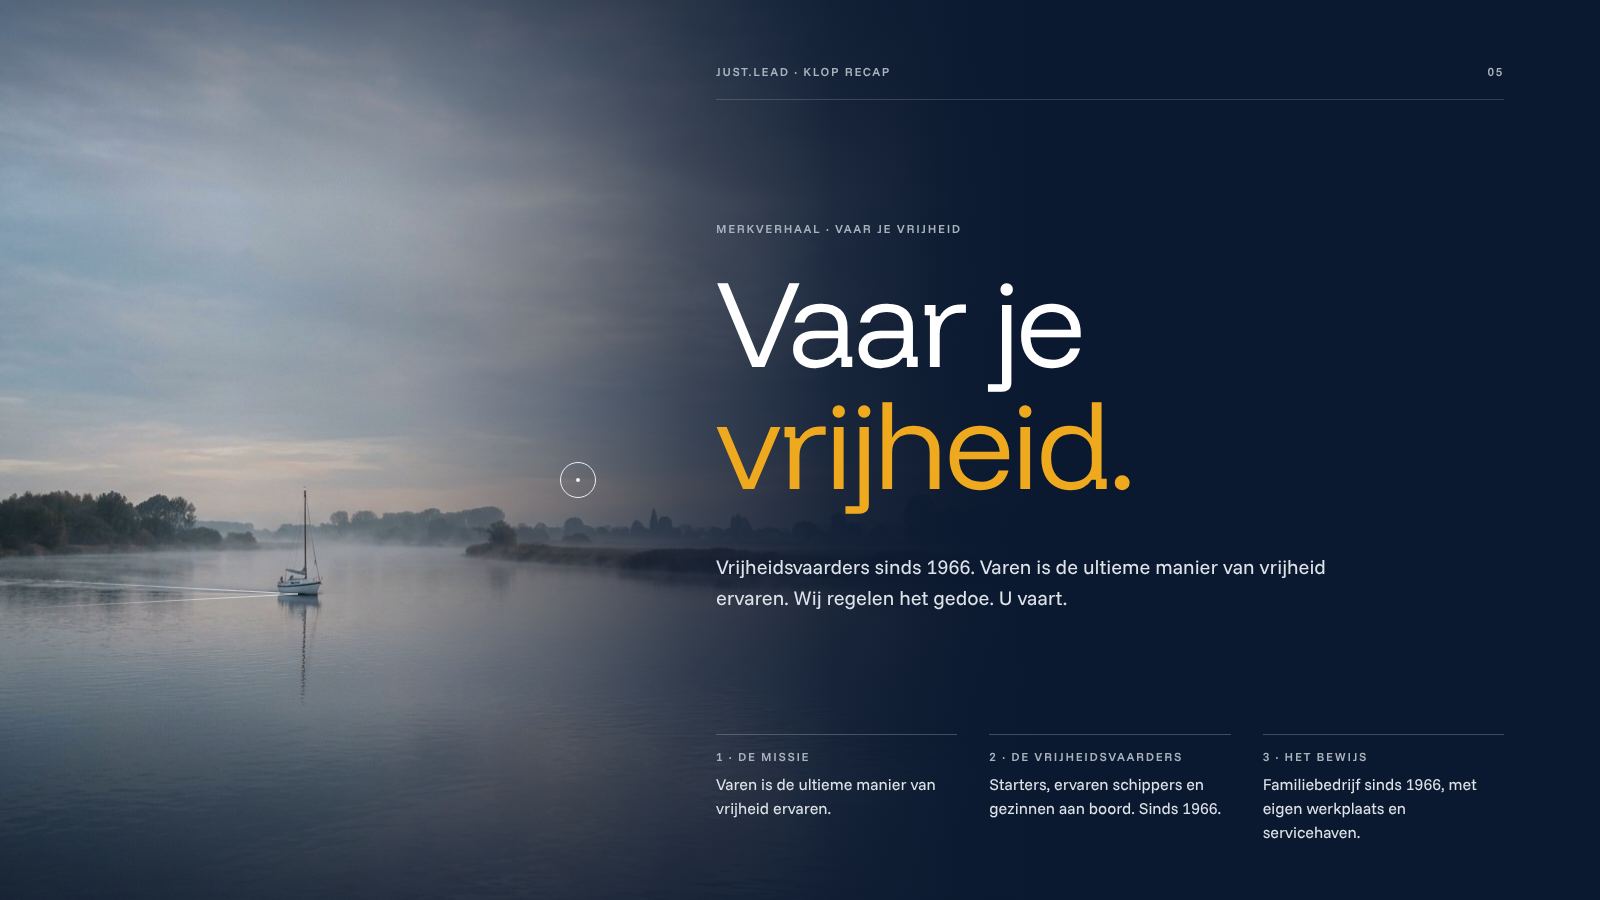 JUST.LEAD · KLOP RECAP
05
MERKVERHAAL · VAAR JE VRIJHEID
Vaar je
vrijheid.
Vrijheidsvaarders sinds 1966. Varen is de ultieme manier van vrijheid
ervaren. Wij regelen het gedoe. U vaart.
1 · DE MISSIE
Varen is de ultieme manier van
vrijheid ervaren.
2 · DE VRIJHEIDSVAARDERS
Starters, ervaren schippers en
gezinnen aan boord. Sinds 1966.
3 · HET BEWIJS
Familiebedrijf sinds 1966, met
eigen werkplaats en
servicehaven.